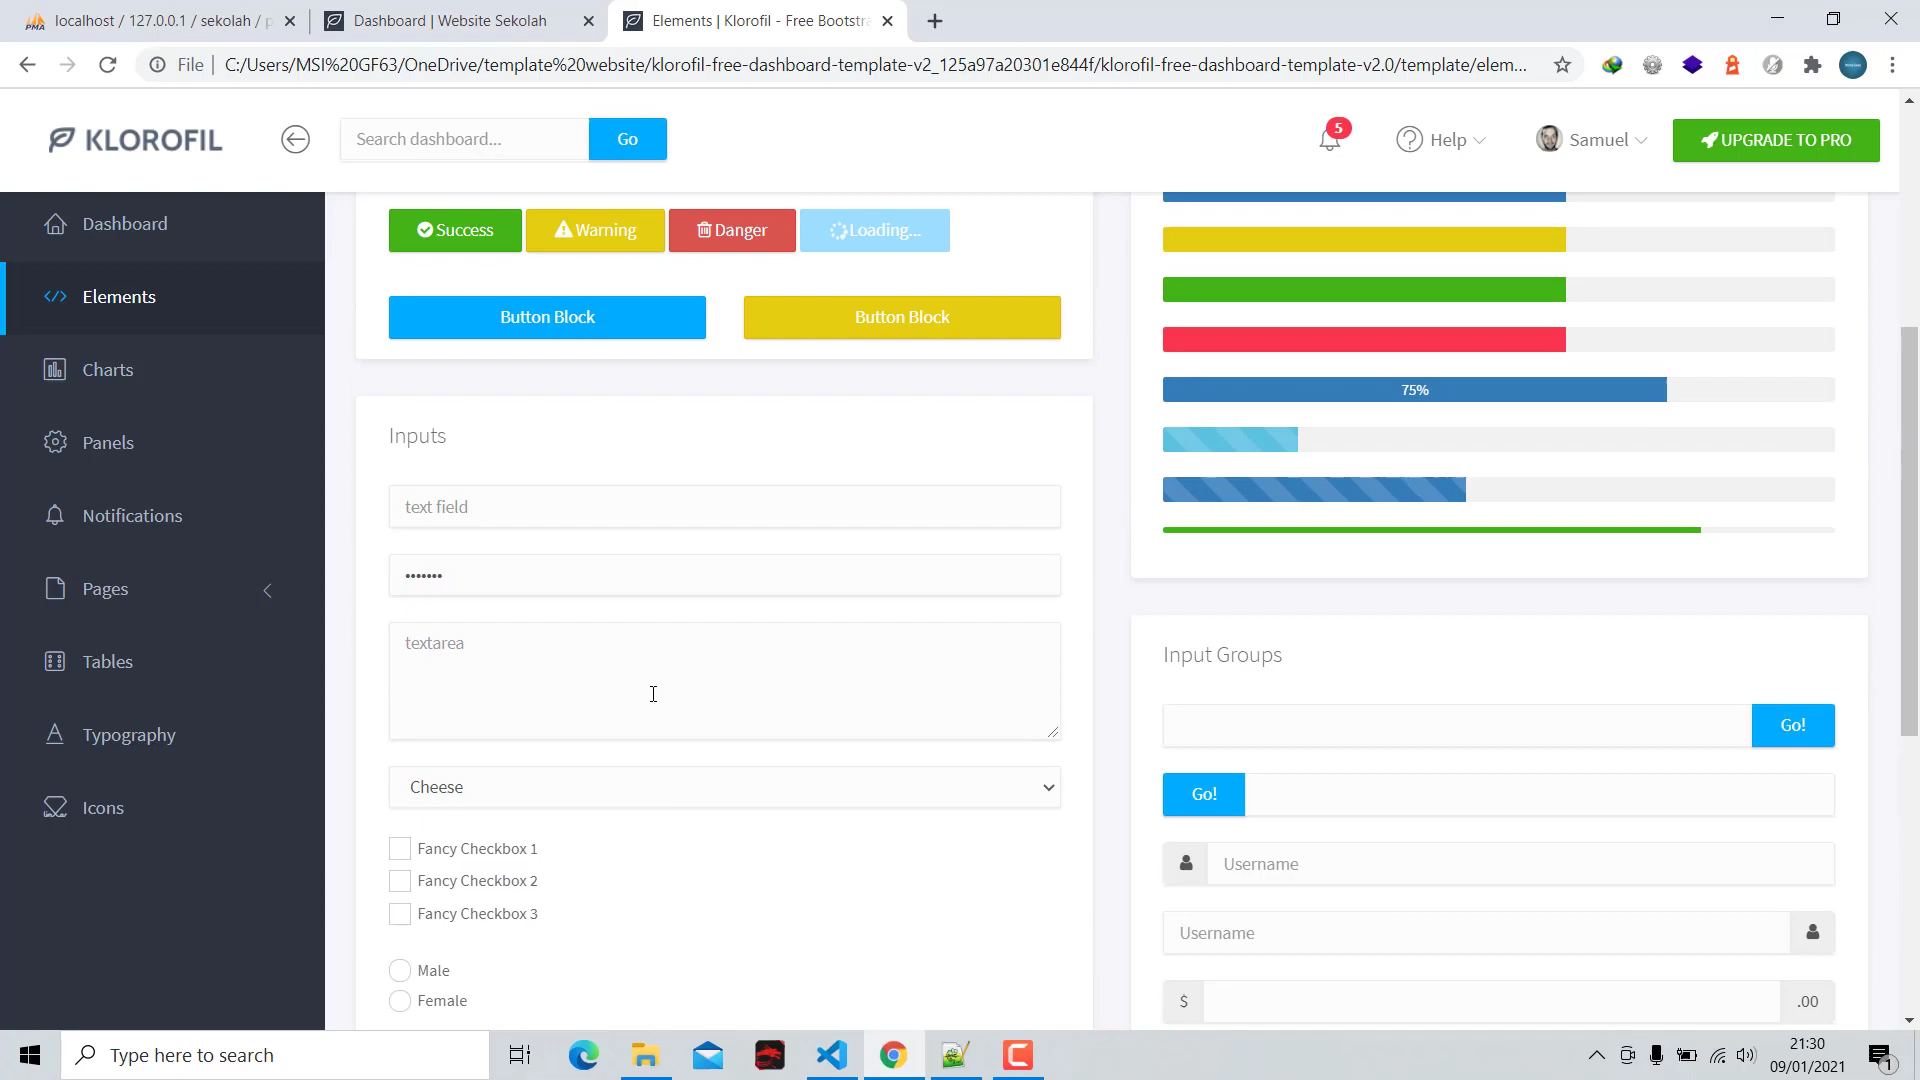 localhost / 127.0.0.1 / sekolah / p
Dashboard | Website Sekolah
Elements | Klorofil - Free Bootstra
File
C:/Users/MSI%20GF63/OneDrive/template%20website/klorofil-free-dashboard-template-v2_125a97a20301e844f/klorofil-free-dashboard-template-v2.0/template/elem...
KLOROFIL
Search dashboard...
Go
5
Help
Samuel
UPGRADE TO PRO
Dashboard
Elements
Charts
Panels
Notifications
Pages
Tables
Typography
Icons
Success
Warning
Danger
Loading...
Button Block
Button Block
Inputs
text field
•••••••
textarea
Cheese
Fancy Checkbox 1
Fancy Checkbox 2
Fancy Checkbox 3
Male
Female
75%
Input Groups
Go!
Go!
Username
Username
$
.00
Type here to search
21:30
09/01/2021
1